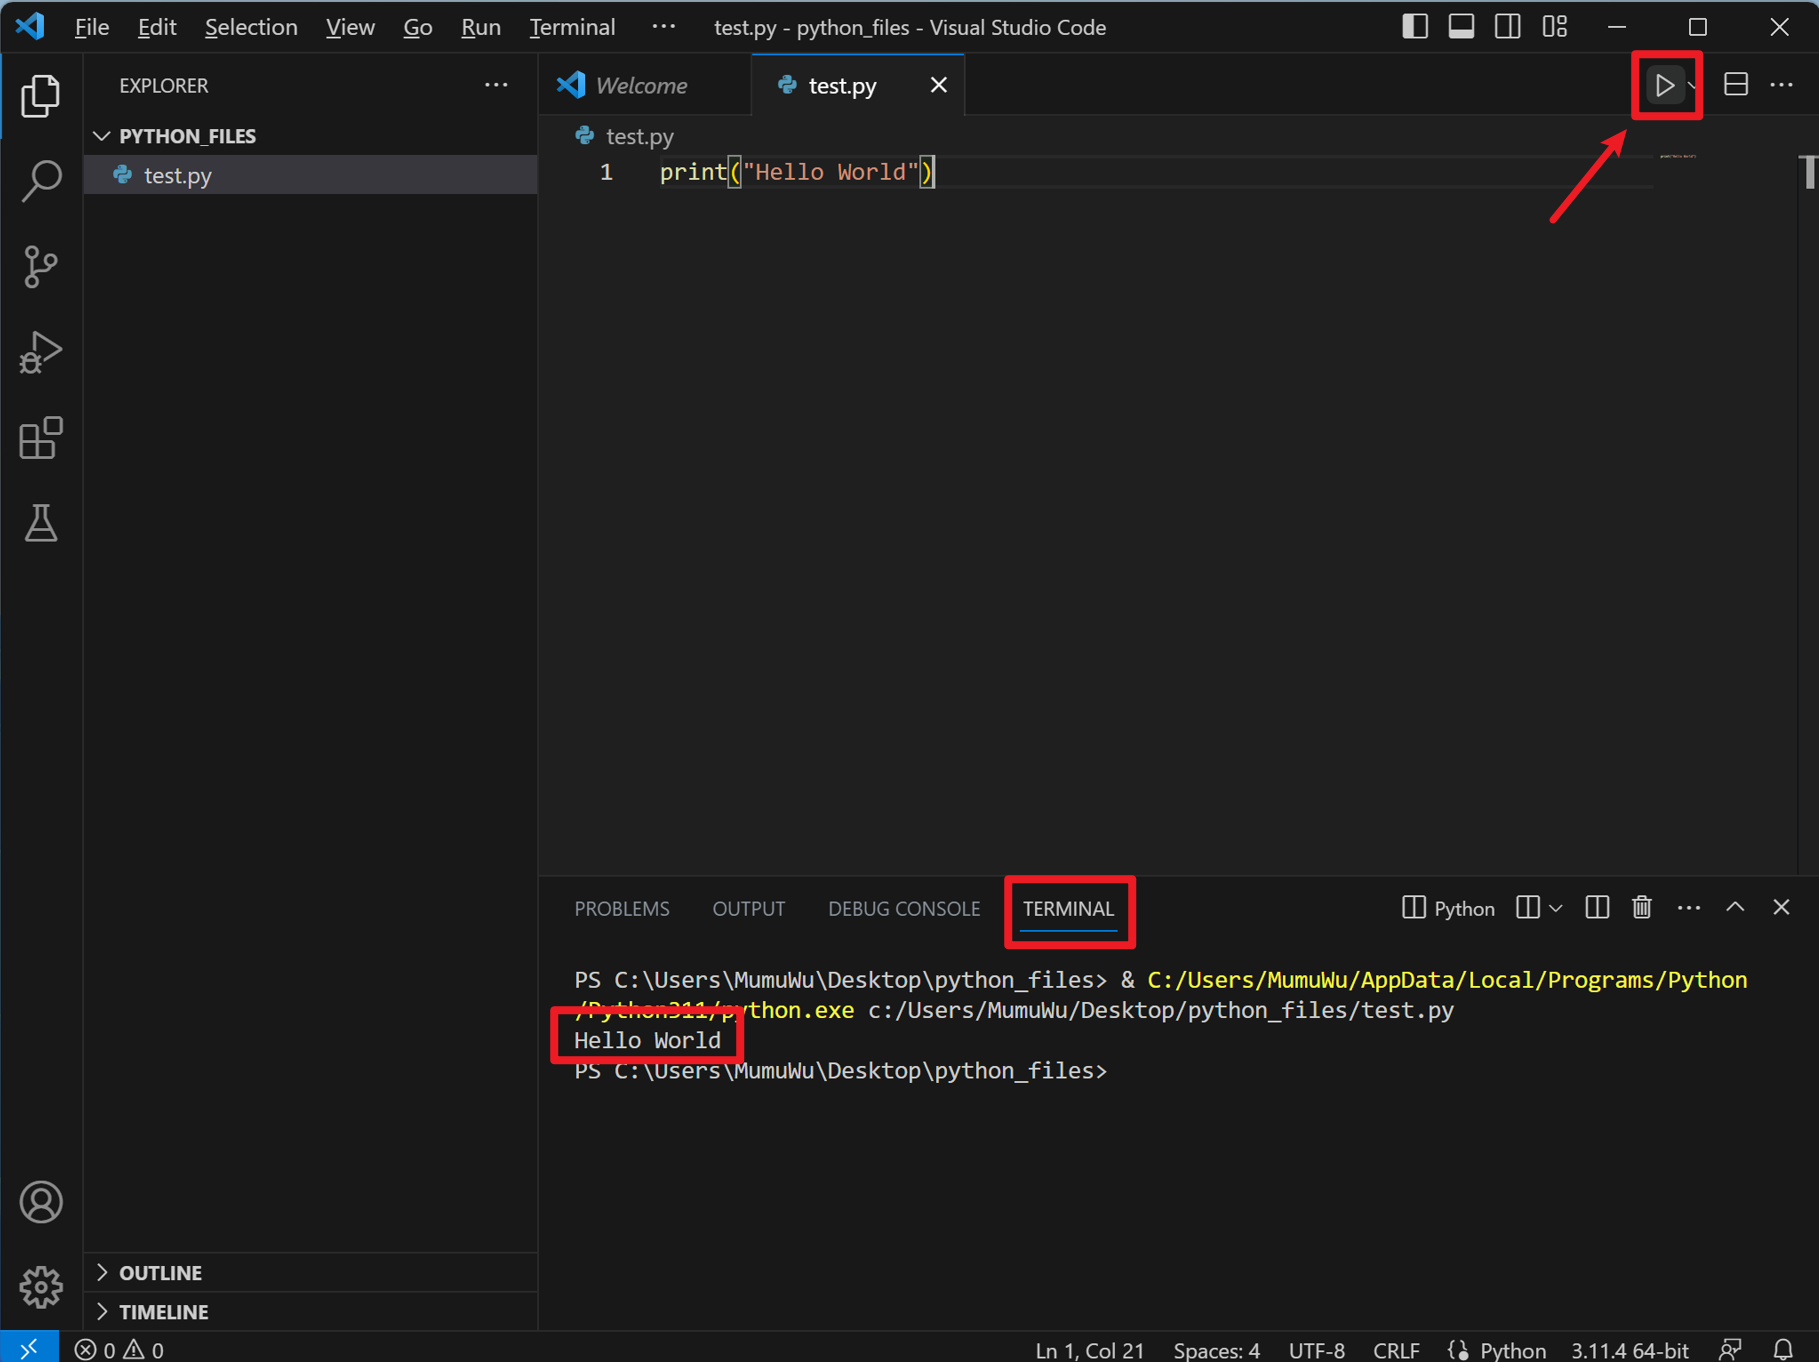 File Edit Selection View Go Run Terminal ··· test.py - python_files - Visual Studio Code
EXPLORER ···
Welcome test.py
PYTHON_FILES
test.py
test.py
1 print("Hello World")
PROBLEMS OUTPUT DEBUG CONSOLE TERMINAL Python ···
PS C:\Users\MumuWu\Desktop\python_files> & C:/Users/MumuWu/AppData/Local/Programs/Python
/Python311/python.exe c:/Users/MumuWu/Desktop/python_files/test.py
Hello World
PS C:\Users\MumuWu\Desktop\python_files>
OUTLINE
TIMELINE
0 0 Ln 1, Col 21 Spaces: 4 UTF-8 CRLF Python 3.11.4 64-bit